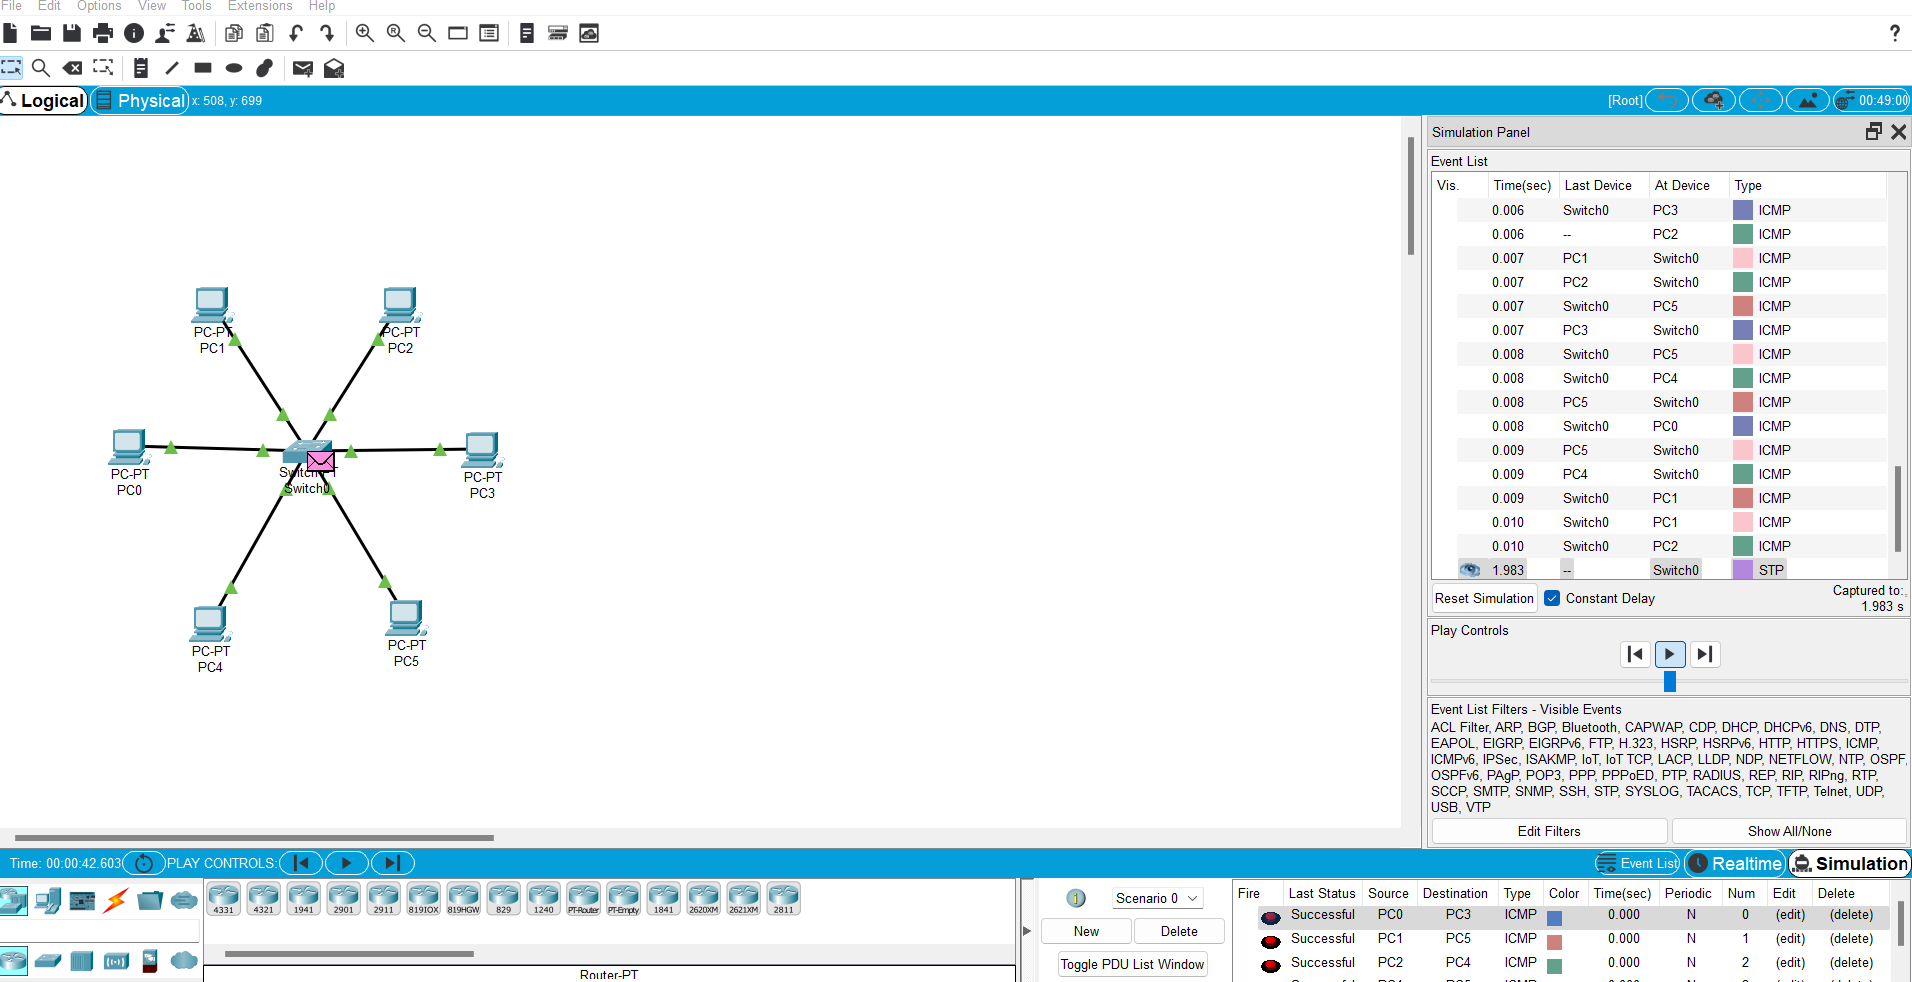 File Edit Options View Tools Extensions Help
Logical Physical x: 508, y: 699 [Root] 00:49:00
PC-PT
PC1
PC-PT
PC2
PC-PT
PC0
Switch0
PC-PT
PC3
PC-PT
PC4
PC-PT
PC5
Simulation Panel
Event List
Vis. Time(sec) Last Device At Device Type
0.006 Switch0 PC3 ICMP
0.006 -- PC2 ICMP
0.007 PC1 Switch0 ICMP
0.007 PC2 Switch0 ICMP
0.007 Switch0 PC5 ICMP
0.007 PC3 Switch0 ICMP
0.008 Switch0 PC5 ICMP
0.008 Switch0 PC4 ICMP
0.008 PC5 Switch0 ICMP
0.008 Switch0 PC0 ICMP
0.009 PC5 Switch0 ICMP
0.009 PC4 Switch0 ICMP
0.009 Switch0 PC1 ICMP
0.010 Switch0 PC1 ICMP
0.010 Switch0 PC2 ICMP
1.983 -- Switch0 STP
Reset Simulation Constant Delay Captured to:
1.983 s
Play Controls
Event List Filters - Visible Events
ACL Filter, ARP, BGP, Bluetooth, CAPWAP, CDP, DHCP, DHCPv6, DNS, DTP,
EAPOL, EIGRP, EIGRPv6, FTP, H.323, HSRP, HSRPv6, HTTP, HTTPS, ICMP,
ICMPv6, IPSec, ISAKMP, IoT, IoT TCP, LACP, LLDP, NDP, NETFLOW, NTP, OSPF,
OSPFv6, PAgP, POP3, PPP, PPPoED, PTP, RADIUS, REP, RIP, RIPng, RTP,
SCCP, SMTP, SNMP, SSH, STP, SYSLOG, TACACS, TCP, TFTP, Telnet, UDP,
USB, VTP
Edit Filters Show All/None
Time: 00:00:42.603 PLAY CONTROLS: Event List Realtime Simulation
4331 4321 1941 2901 2911 819IOX 819HGW 829 1240 PT-Router PT-Empty 1841 2620XM 2621XM 2811
Router-PT
Scenario 0
New Delete
Toggle PDU List Window
Fire Last Status Source Destination Type Color Time(sec) Periodic Num Edit Delete
Successful PC0 PC3 ICMP 0.000 N 0 (edit) (delete)
Successful PC1 PC5 ICMP 0.000 N 1 (edit) (delete)
Successful PC2 PC4 ICMP 0.000 N 2 (edit) (delete)